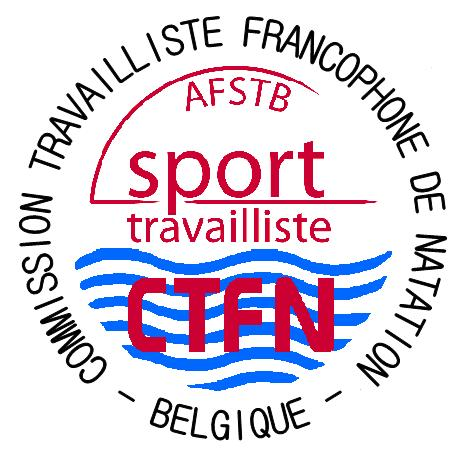 COMMISSION TRAVAILLISTE FRANCOPHONE DE NATATION
- BELGIQUE -
AFSTB
sport
travailliste
CTFN